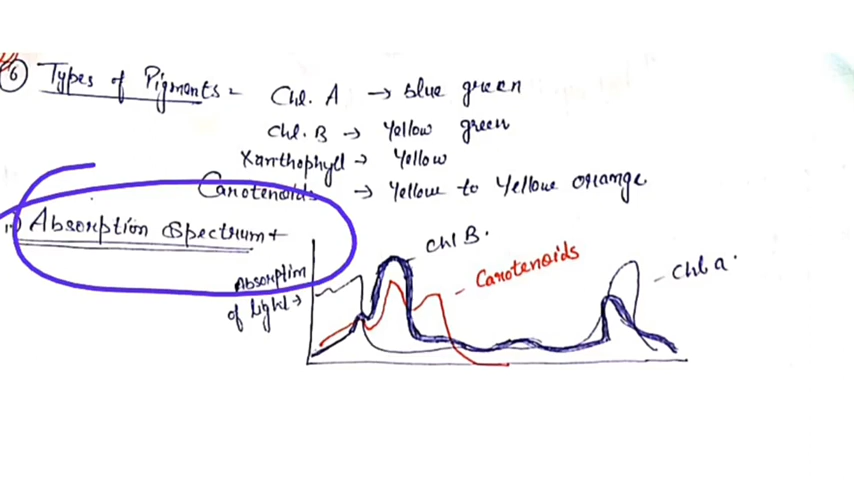 6 Types of Pigments - Chl. A → blue green
Chl. B → Yellow green
Xanthophyll → Yellow
Carotenoids → Yellow to Yellow orange
Absorption Spectrum
Absorption
of light →
Chl B.
Carotenoids
Chl a.